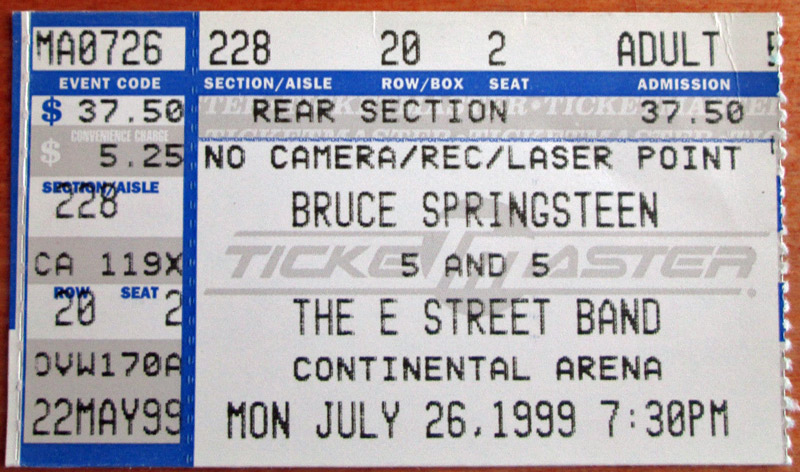 MA0726 228 20 2 ADULT
EVENT CODE SECTION/AISLE ROW/BOX SEAT ADMISSION
$ 37.50 REAR SECTION 37.50
CONVENIENCE CHARGE
$ 5.25 NO CAMERA/REC/LASER POINT
SECTION/AISLE
228 BRUCE SPRINGSTEEN
TICKETMASTER
CA 119X 5 AND 5
ROW SEAT
20 2 THE E STREET BAND
OVW170A CONTINENTAL ARENA
22MAY99 MON JULY 26,1999 7:30PM